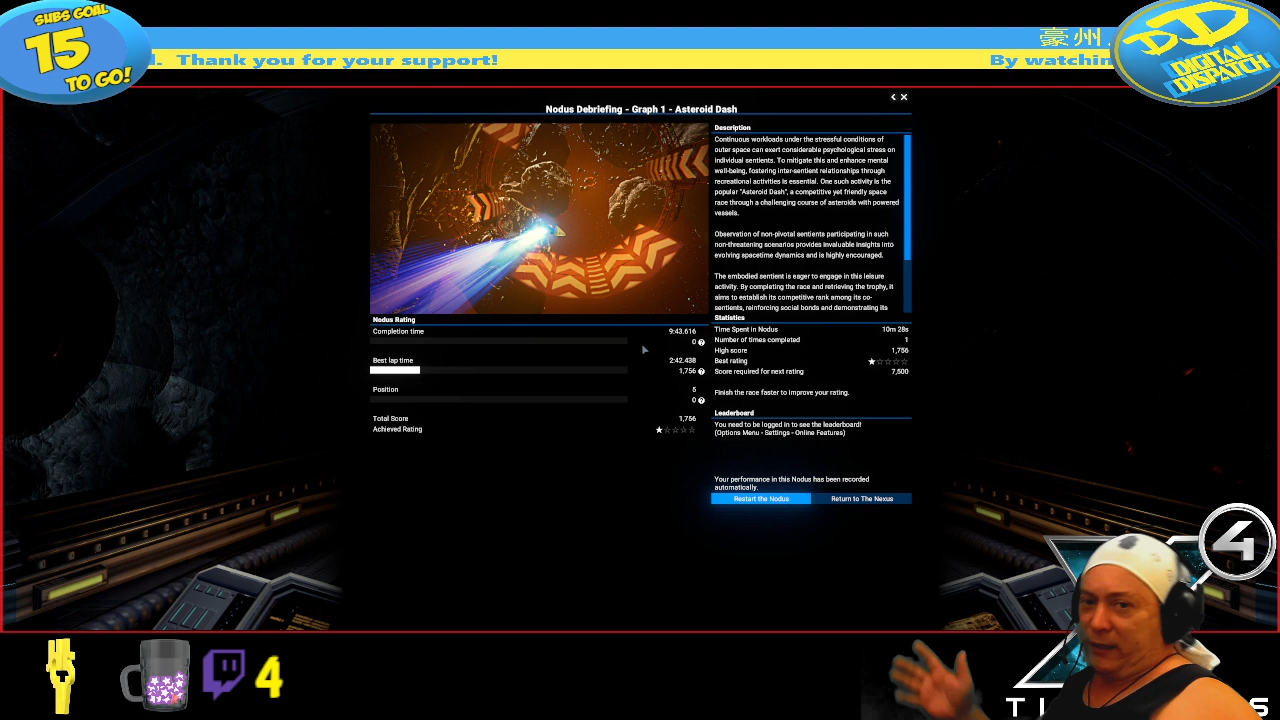 SUBS GOAL
15
TO GO!
豪州
d. Thank you for your support!
By watchin
DD
DIGITAL
DISPATCH
Nodus Debriefing - Graph 1 - Asteroid Dash
Description
Continuous workloads under the stressful conditions of
outer space can exert considerable psychological stress on
individual sentients. To mitigate this and enhance mental
well-being, fostering inter-sentient relationships through
recreational activities is essential. One such activity is the
popular "Asteroid Dash", a competitive yet friendly space
race through a challenging course of asteroids with powered
vessels.
Observation of non-pivotal sentients participating in such
non-threatening scenarios provides invaluable insights into
evolving spacetime dynamics and is highly encouraged.
The embodied sentient is eager to engage in this leisure
activity. By completing the race and retrieving the trophy, it
aims to establish its competitive rank among its co-
sentients, reinforcing social bonds and demonstrating its
Nodus Rating
Completion time 9:43.616
0
Best lap time 2:42.438
1,756
Position 5
0
Total Score 1,756
Achieved Rating ★☆☆☆☆
Statistics
Time Spent in Nodus 10m 28s
Number of times completed 1
High score 1,756
Best rating ★☆☆☆☆
Score required for next rating 7,500
Finish the race faster to improve your rating.
Leaderboard
You need to be logged in to see the leaderboard!
(Options Menu - Settings - Online Features)
Your performance in this Nodus has been recorded
automatically.
Restart the Nodus Return to The Nexus
4
4
TI
S